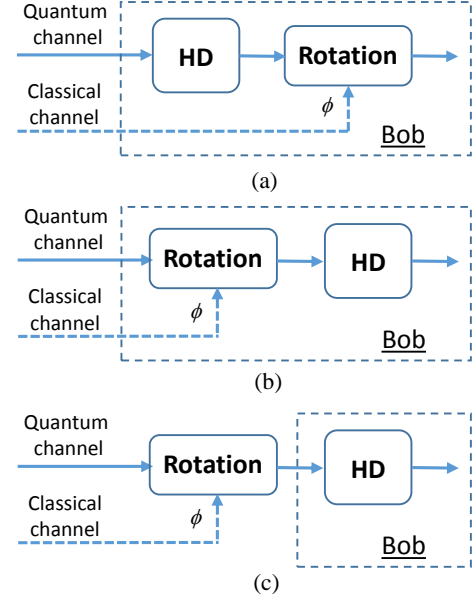 Quantum
channel
HD
Rotation
Classical
channel
ϕ
Bob
(a)
Quantum
channel
Rotation
HD
Classical
channel
ϕ
Bob
(b)
Quantum
channel
Rotation
HD
Classical
channel
ϕ
Bob
(c)